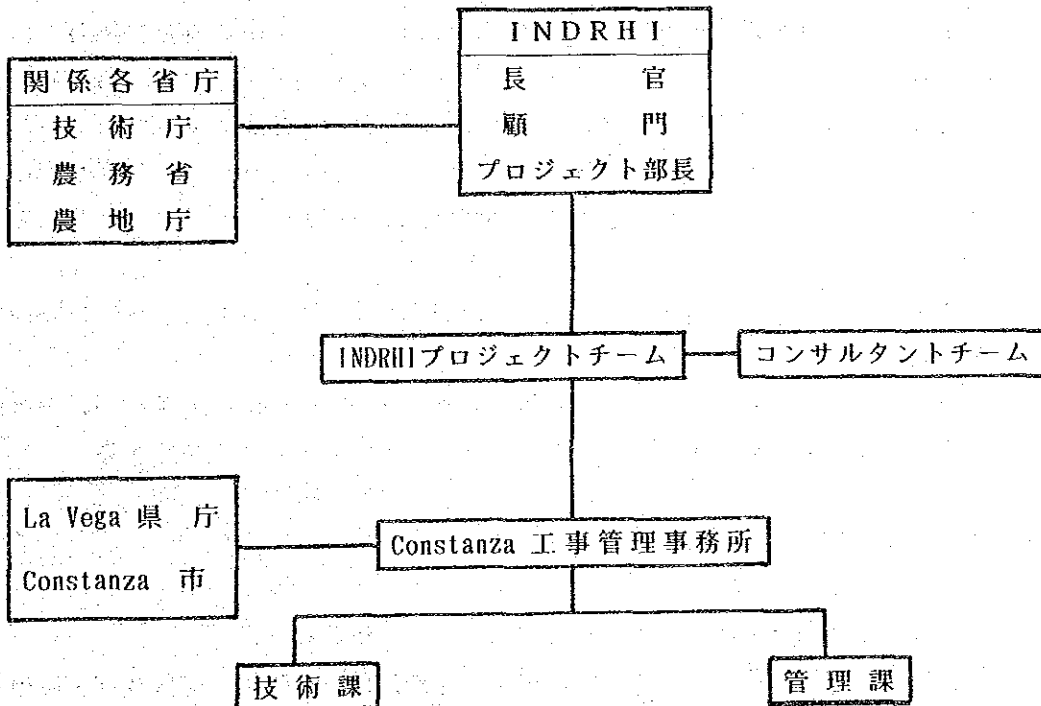 INDRHI
長官
顧門
プロジェクト部長
関係各省庁
技術庁
農務省
農地庁
INDRHIプロジェクトチーム
コンサルタントチーム
La Vega 県庁
Constanza 市
Constanza 工事管理事務所
技術課
管理課